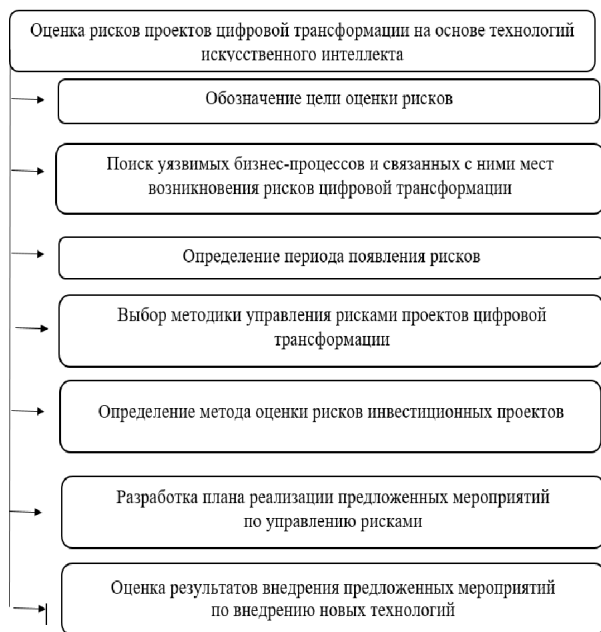 Оценка рисков проектов цифровой трансформации на основе технологий
искусственного интеллекта
Обозначение цели оценки рисков
Поиск уязвимых бизнес-процессов и связанных с ними мест
возникновения рисков цифровой трансформации
Определение периода появления рисков
Выбор методики управления рисками проектов цифровой
трансформации
Определение метода оценки рисков инвестиционных проектов
Разработка плана реализации предложенных мероприятий
по управлению рисками
Оценка результатов внедрения предложенных мероприятий
по внедрению новых технологий